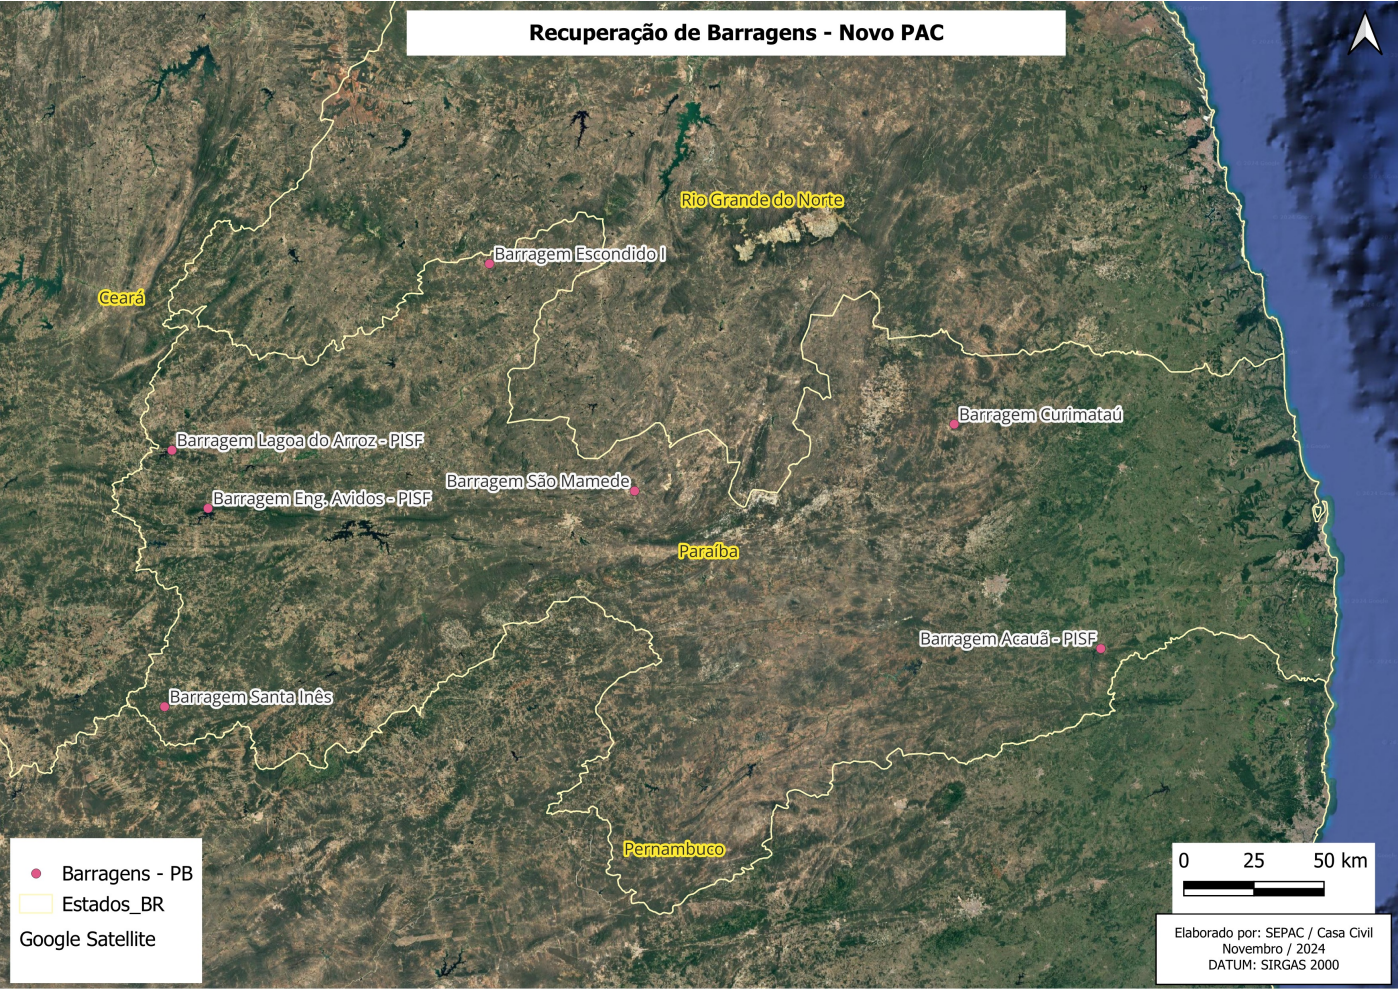 Recuperação de Barragens - Novo PAC
Rio Grande do Norte
Barragem Escondido I
Ceará
Barragem Curimataú
Barragem Lagoa do Arroz - PISF
Barragem São Mamede
Barragem Eng. Avidos - PISF
Paraíba
Barragem Acauã - PISF
Barragem Santa Inês
Pernambuco
Barragens - PB
Estados_BR
Google Satellite
0 25 50 km
Elaborado por: SEPAC / Casa Civil
Novembro / 2024
DATUM: SIRGAS 2000